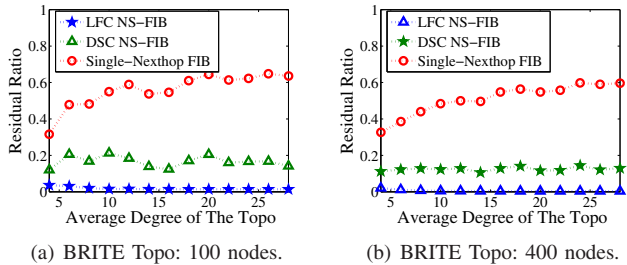 1
0.8
0.6
0.4
0.2
0
Residual Ratio
LFC NS−FIB
DSC NS−FIB
Single−Nexthop FIB
5 10 15 20 25
Average Degree of The Topo
(a) BRITE Topo: 100 nodes.
1
0.8
0.6
0.4
0.2
0
Residual Ratio
LFC NS−FIB
DSC NS−FIB
Single−Nexthop FIB
5 10 15 20 25
Average Degree of The Topo
(b) BRITE Topo: 400 nodes.